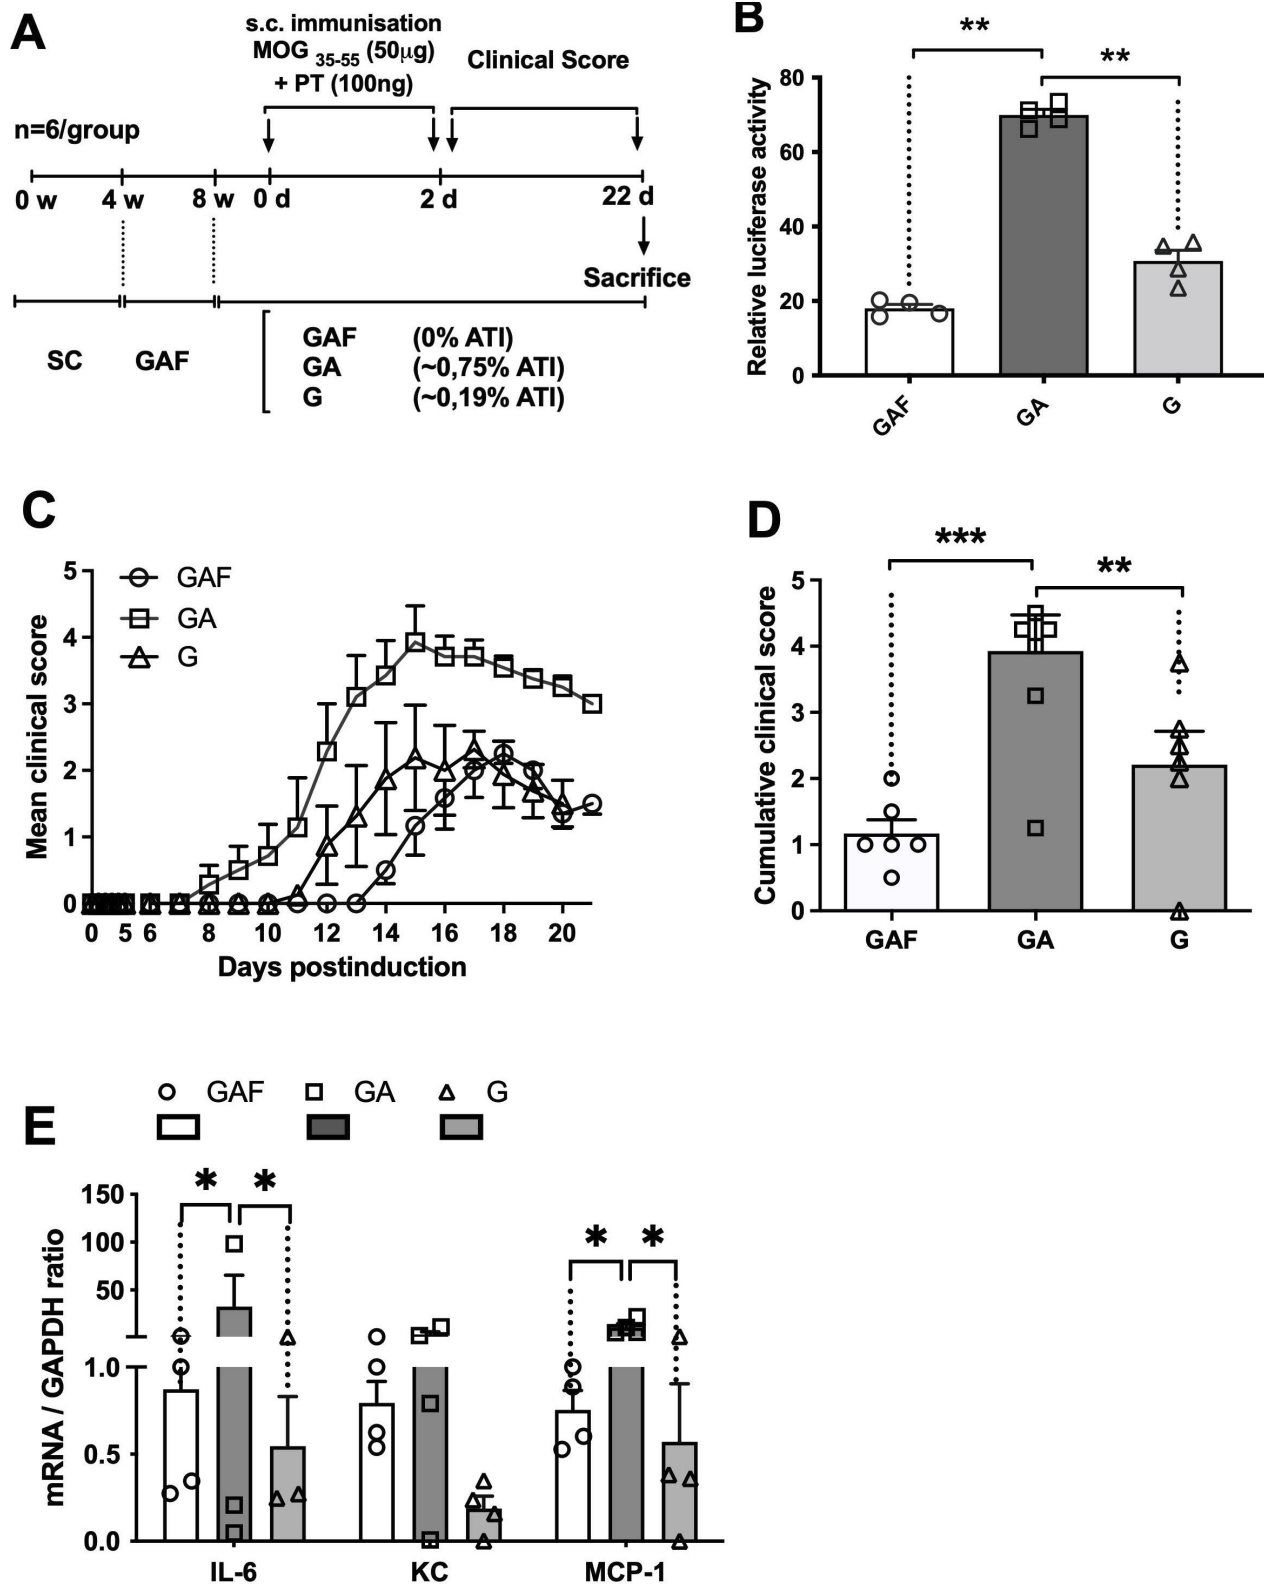 A
s.c. immunisation
MOG 35-55 (50µg)
+ PT (100ng)
Clinical Score
n=6/group
0 w 4 w 8 w 0 d 2 d 22 d
Sacrifice
SC GAF
GAF (0% ATI)
GA (~0,75% ATI)
G (~0,19% ATI)
B
** **
Relative luciferase activity
80
60
40
20
0
GAF GA G
C
GAF
GA
G
Mean clinical score
5
4
3
2
1
0
0 5 6 8 10 12 14 16 18 20
Days postinduction
D
*** **
Cumulative clinical score
5
4
3
2
1
0
GAF GA G
E
GAF GA G
* * * *
mRNA / GAPDH ratio
150
100
50
1.0
0.5
0.0
IL-6 KC MCP-1